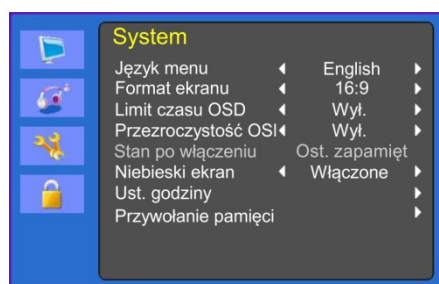 System
Język menu English
Format ekranu 16:9
Limit czasu OSD Wył.
Przezroczystość OSI Wył.
Stan po włączeniu Ost. zapamięt
Niebieski ekran Włączone
Ust. godziny
Przywołanie pamięci